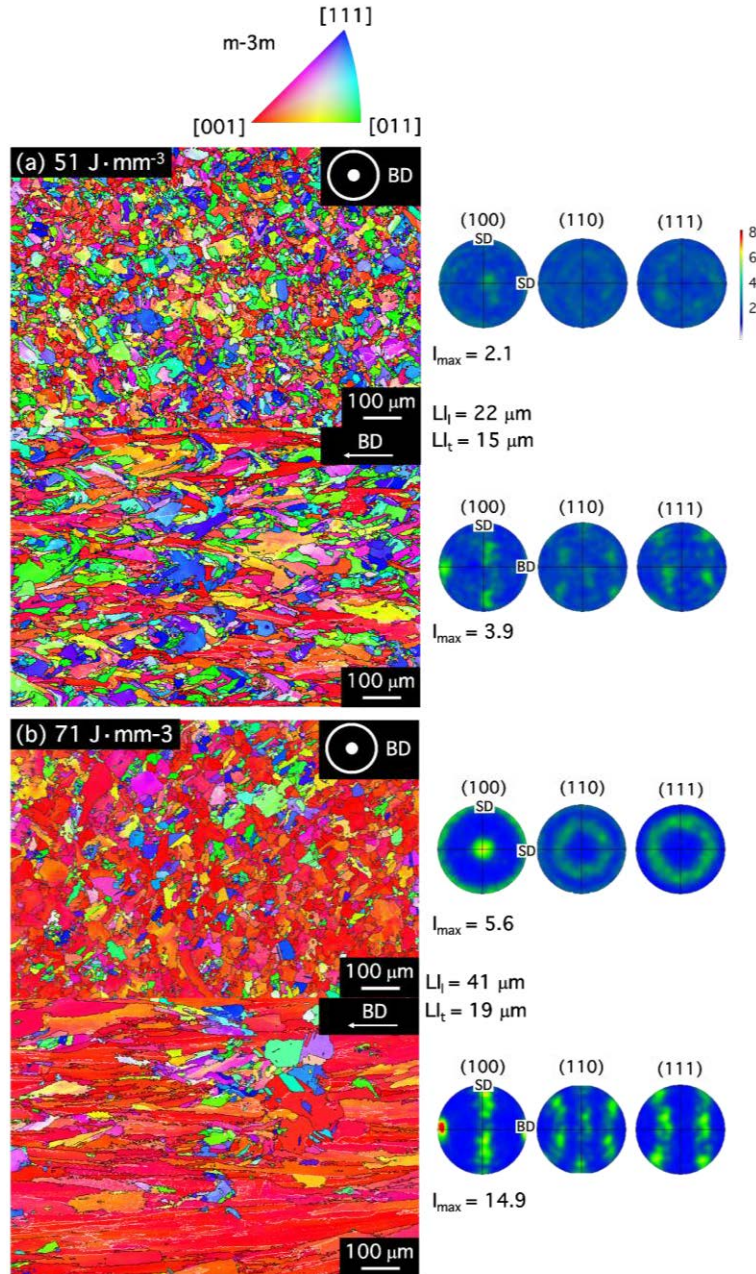 [111]
m-3m
[001]
[011]
(a) 51 J·mm-3
BD
(100)
(110)
(111)
SD
SD
8
6
4
2
Imax = 2.1
100 μm
LIl = 22 μm
LIt = 15 μm
BD
(100)
(110)
(111)
SD
BD
Imax = 3.9
100 μm
(b) 71 J·mm-3
BD
(100)
(110)
(111)
SD
SD
Imax = 5.6
100 μm
LIl = 41 μm
LIt = 19 μm
BD
(100)
(110)
(111)
SD
BD
Imax = 14.9
100 μm